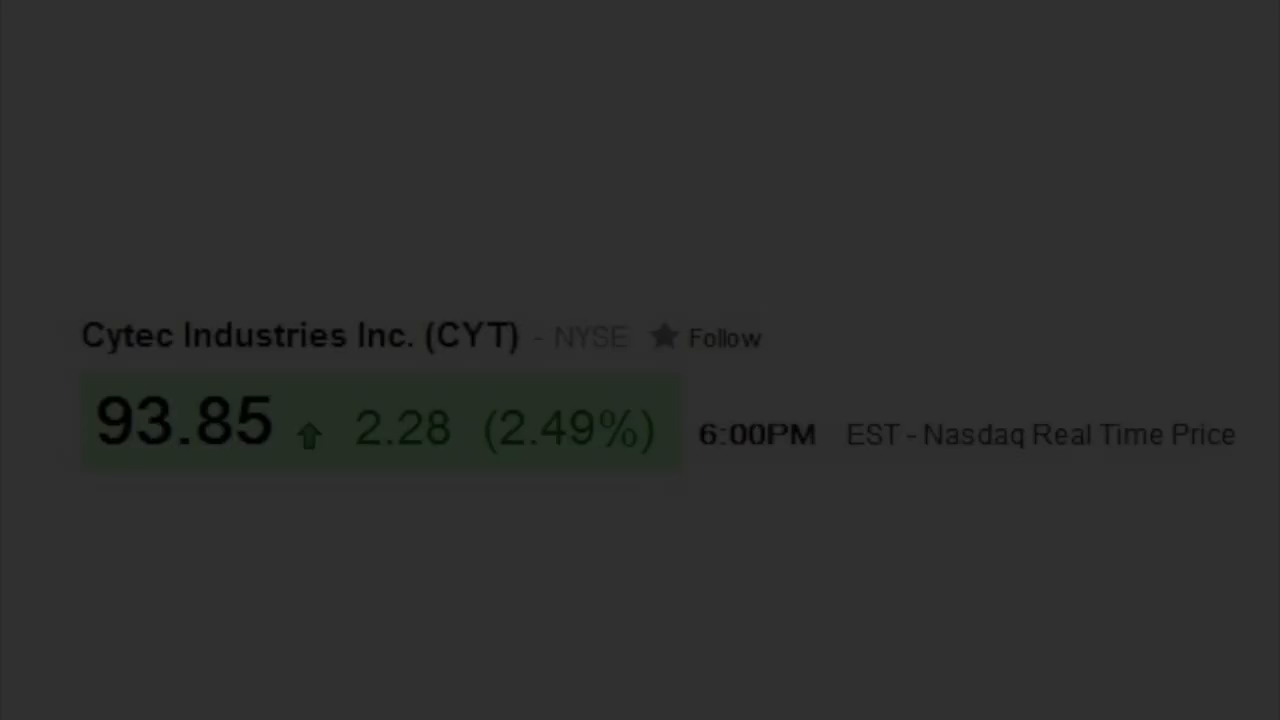 Cytec Industries Inc. (CYT) - NYSE Follow
93.85 2.28 (2.49%) 6:00PM EST - Nasdaq Real Time Price